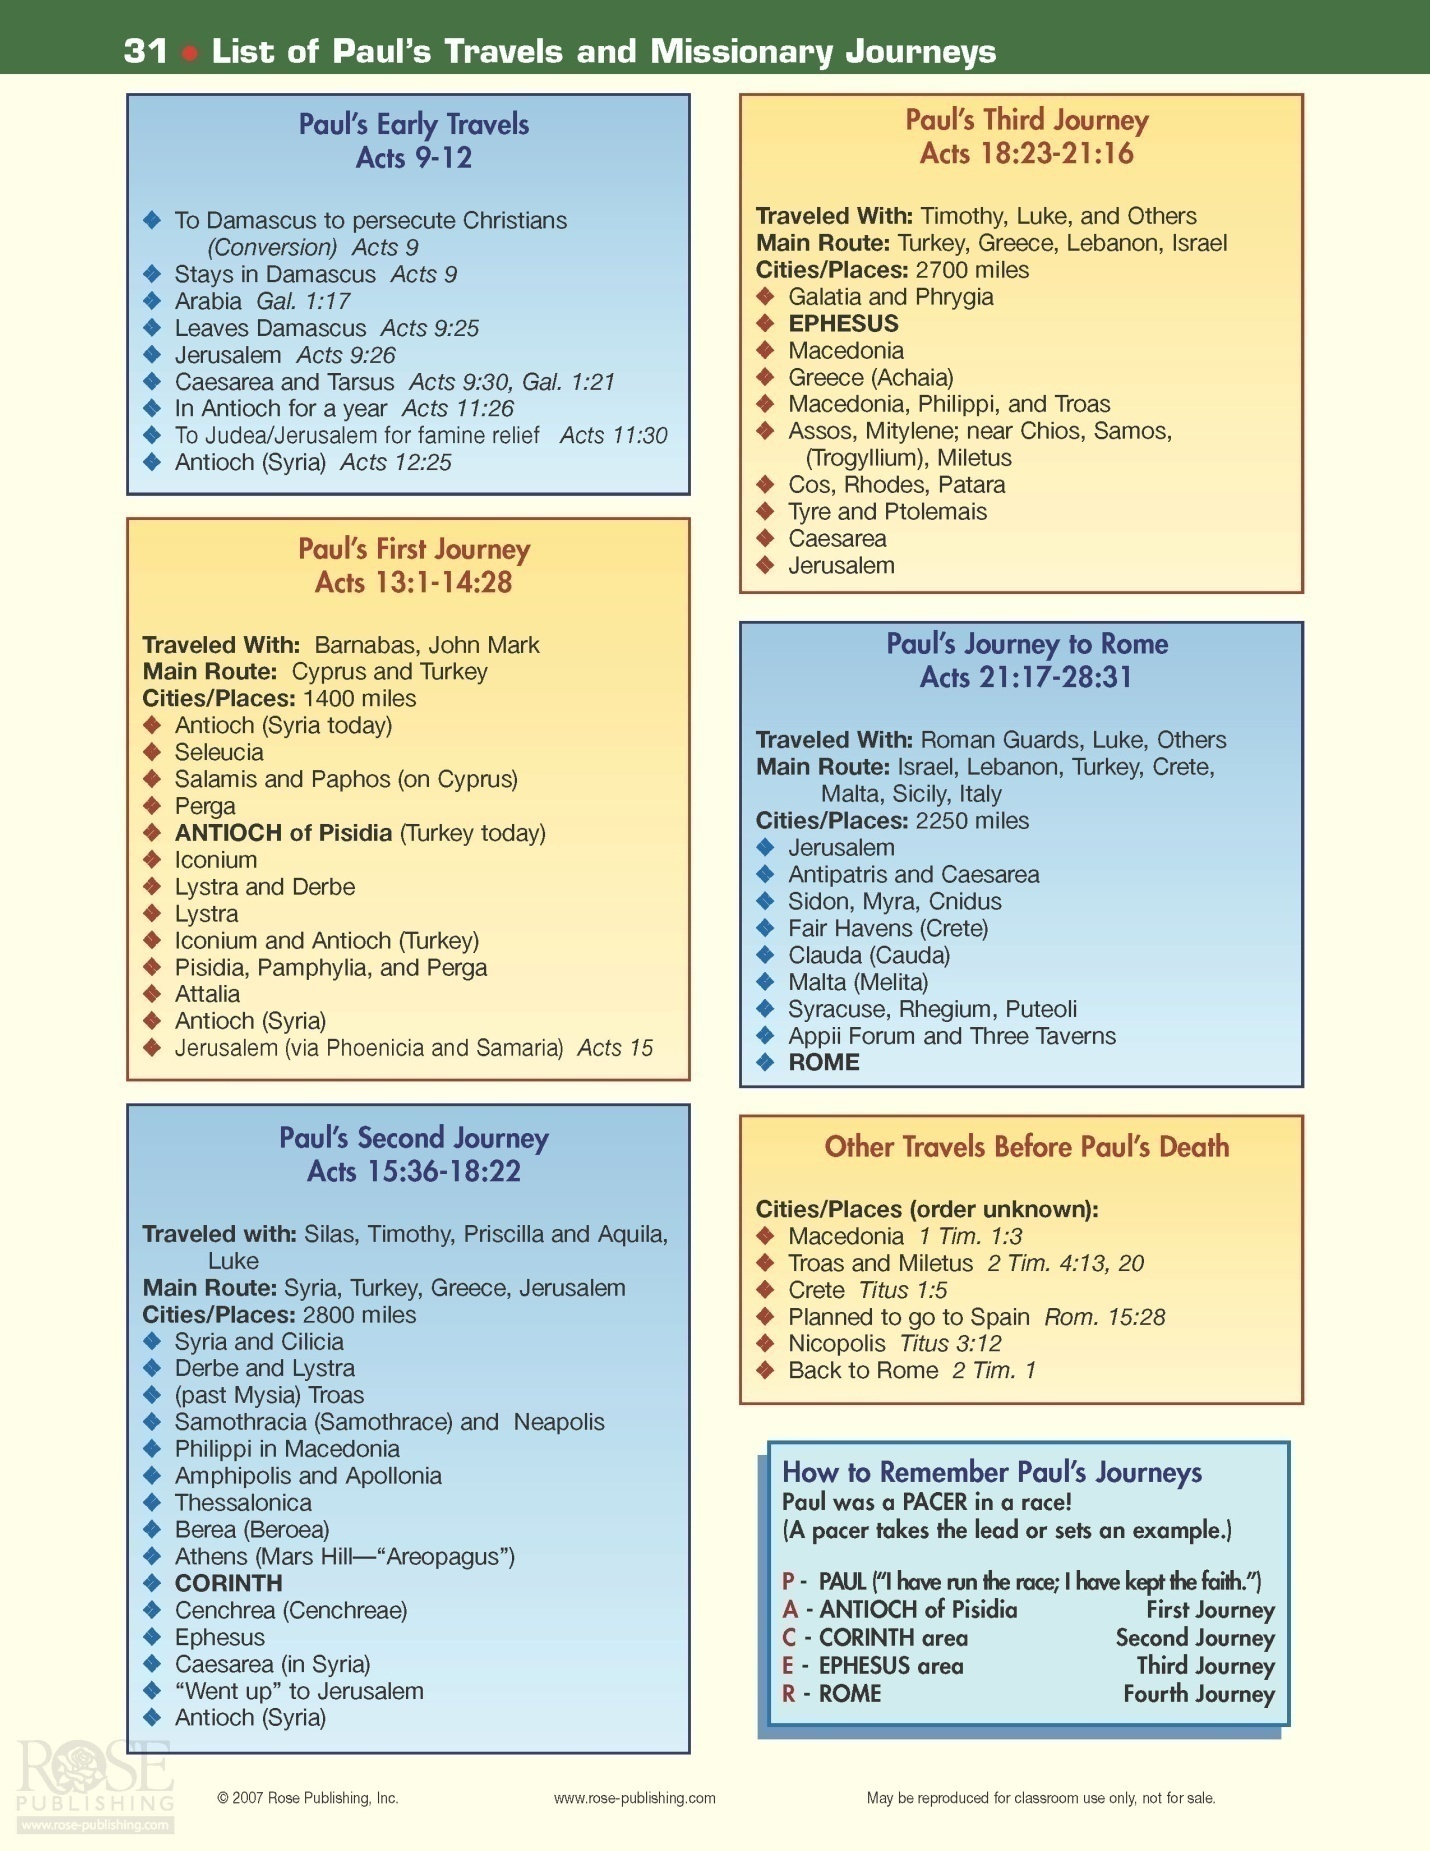 31 • List of Paul's Travels and Missionary Journeys
Paul's Early Travels
Acts 9-12
To Damascus to persecute Christians
(Conversion) Acts 9
Stays in Damascus Acts 9
Arabia Gal. 1:17
Leaves Damascus Acts 9:25
Jerusalem Acts 9:26
Caesarea and Tarsus Acts 9:30, Gal. 1:21
In Antioch for a year Acts 11:26
To Judea/Jerusalem for famine relief Acts 11:30
Antioch (Syria) Acts 12:25
Paul's First Journey
Acts 13:1-14:28
Traveled With: Barnabas, John Mark
Main Route: Cyprus and Turkey
Cities/Places: 1400 miles
Antioch (Syria today)
Seleucia
Salamis and Paphos (on Cyprus)
Perga
ANTIOCH of Pisidia (Turkey today)
Iconium
Lystra and Derbe
Lystra
Iconium and Antioch (Turkey)
Pisidia, Pamphylia, and Perga
Attalia
Antioch (Syria)
Jerusalem (via Phoenicia and Samaria) Acts 15
Paul's Second Journey
Acts 15:36-18:22
Traveled with: Silas, Timothy, Priscilla and Aquila,
Luke
Main Route: Syria, Turkey, Greece, Jerusalem
Cities/Places: 2800 miles
Syria and Cilicia
Derbe and Lystra
(past Mysia) Troas
Samothracia (Samothrace) and Neapolis
Philippi in Macedonia
Amphipolis and Apollonia
Thessalonica
Berea (Beroea)
Athens (Mars Hill—“Areopagus”)
CORINTH
Cenchrea (Cenchreae)
Ephesus
Caesarea (in Syria)
“Went up” to Jerusalem
Antioch (Syria)
Paul's Third Journey
Acts 18:23-21:16
Traveled With: Timothy, Luke, and Others
Main Route: Turkey, Greece, Lebanon, Israel
Cities/Places: 2700 miles
Galatia and Phrygia
EPHESUS
Macedonia
Greece (Achaia)
Macedonia, Philippi, and Troas
Assos, Mitylene; near Chios, Samos,
(Trogyllium), Miletus
Cos, Rhodes, Patara
Tyre and Ptolemais
Caesarea
Jerusalem
Paul's Journey to Rome
Acts 21:17-28:31
Traveled With: Roman Guards, Luke, Others
Main Route: Israel, Lebanon, Turkey, Crete,
Malta, Sicily, Italy
Cities/Places: 2250 miles
Jerusalem
Antipatris and Caesarea
Sidon, Myra, Cnidus
Fair Havens (Crete)
Clauda (Cauda)
Malta (Melita)
Syracuse, Rhegium, Puteoli
Appii Forum and Three Taverns
ROME
Other Travels Before Paul's Death
Cities/Places (order unknown):
Macedonia 1 Tim. 1:3
Troas and Miletus 2 Tim. 4:13, 20
Crete Titus 1:5
Planned to go to Spain Rom. 15:28
Nicopolis Titus 3:12
Back to Rome 2 Tim. 1
How to Remember Paul's Journeys
Paul was a PACER in a race!
(A pacer takes the lead or sets an example.)
P - PAUL (“I have run the race; I have kept the faith.”)
A - ANTIOCH of Pisidia First Journey
C - CORINTH area Second Journey
E - EPHESUS area Third Journey
R - ROME Fourth Journey
ROSE
PUBLISHING
www.rose-publishing.com
© 2007 Rose Publishing, Inc. www.rose-publishing.com May be reproduced for classroom use only, not for sale.